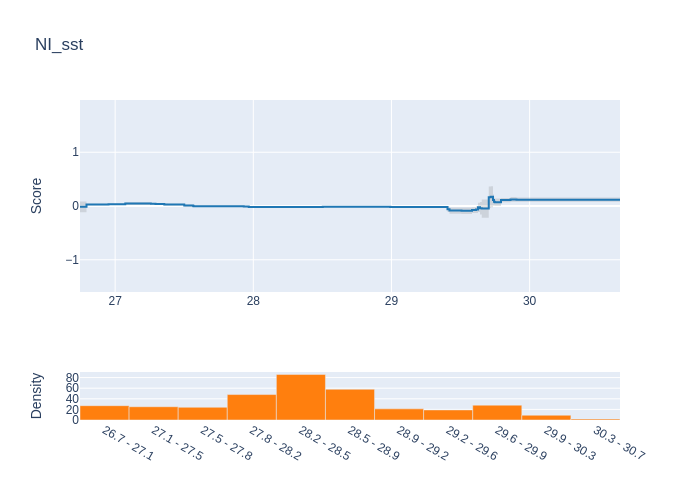 NI_sst
Score
1
0
−1
27 28 29 30
Density
80
60
40
20
0
26.7 - 27.1
27.1 - 27.5
27.5 - 27.8
27.8 - 28.2
28.2 - 28.5
28.5 - 28.9
28.9 - 29.2
29.2 - 29.6
29.6 - 29.9
29.9 - 30.3
30.3 - 30.7